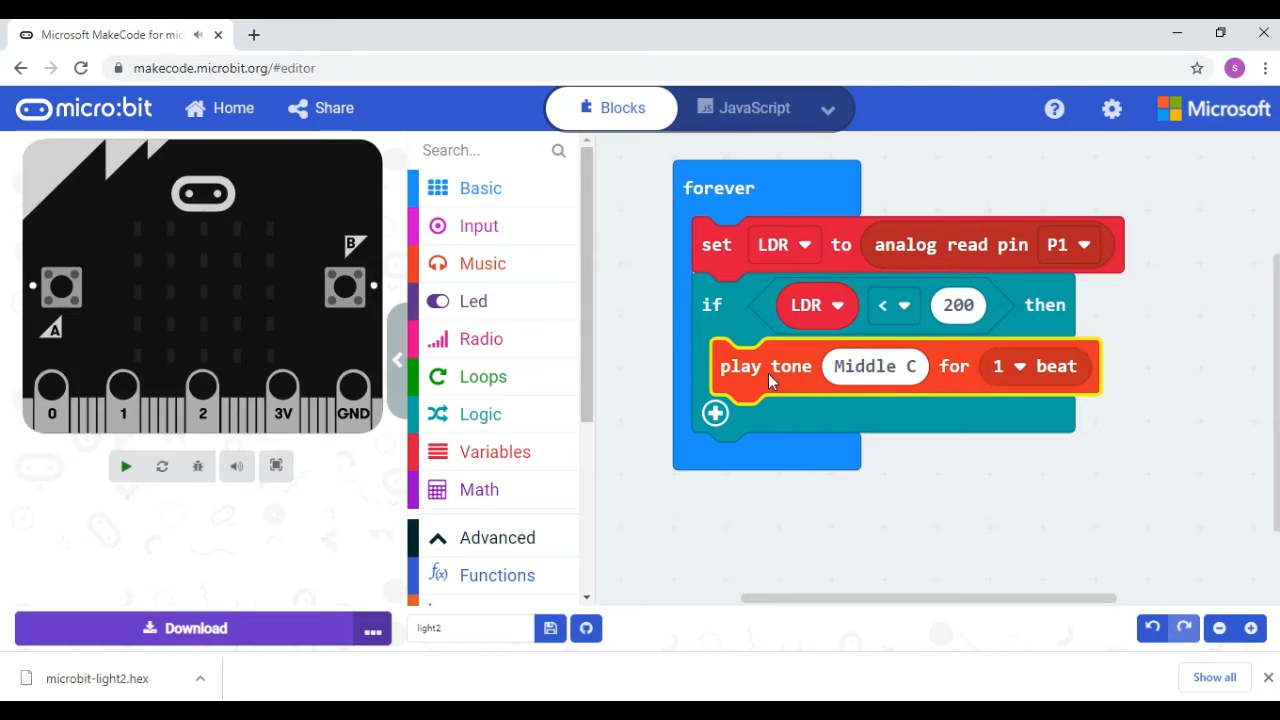 Microsoft MakeCode for mic
makecode.microbit.org/#editor
S
micro:bit
Home
Share
Blocks
JS
JavaScript
?
Microsoft
B
A
0
1
2
3V
GND
Search...
Basic
Input
Music
Led
Radio
Loops
Logic
Variables
Math
Advanced
f(x) Functions
forever
set LDR to analog read pin P1
if LDR < 200 then
play tone Middle C for 1 beat
Download
...
light2
microbit-light2.hex
Show all